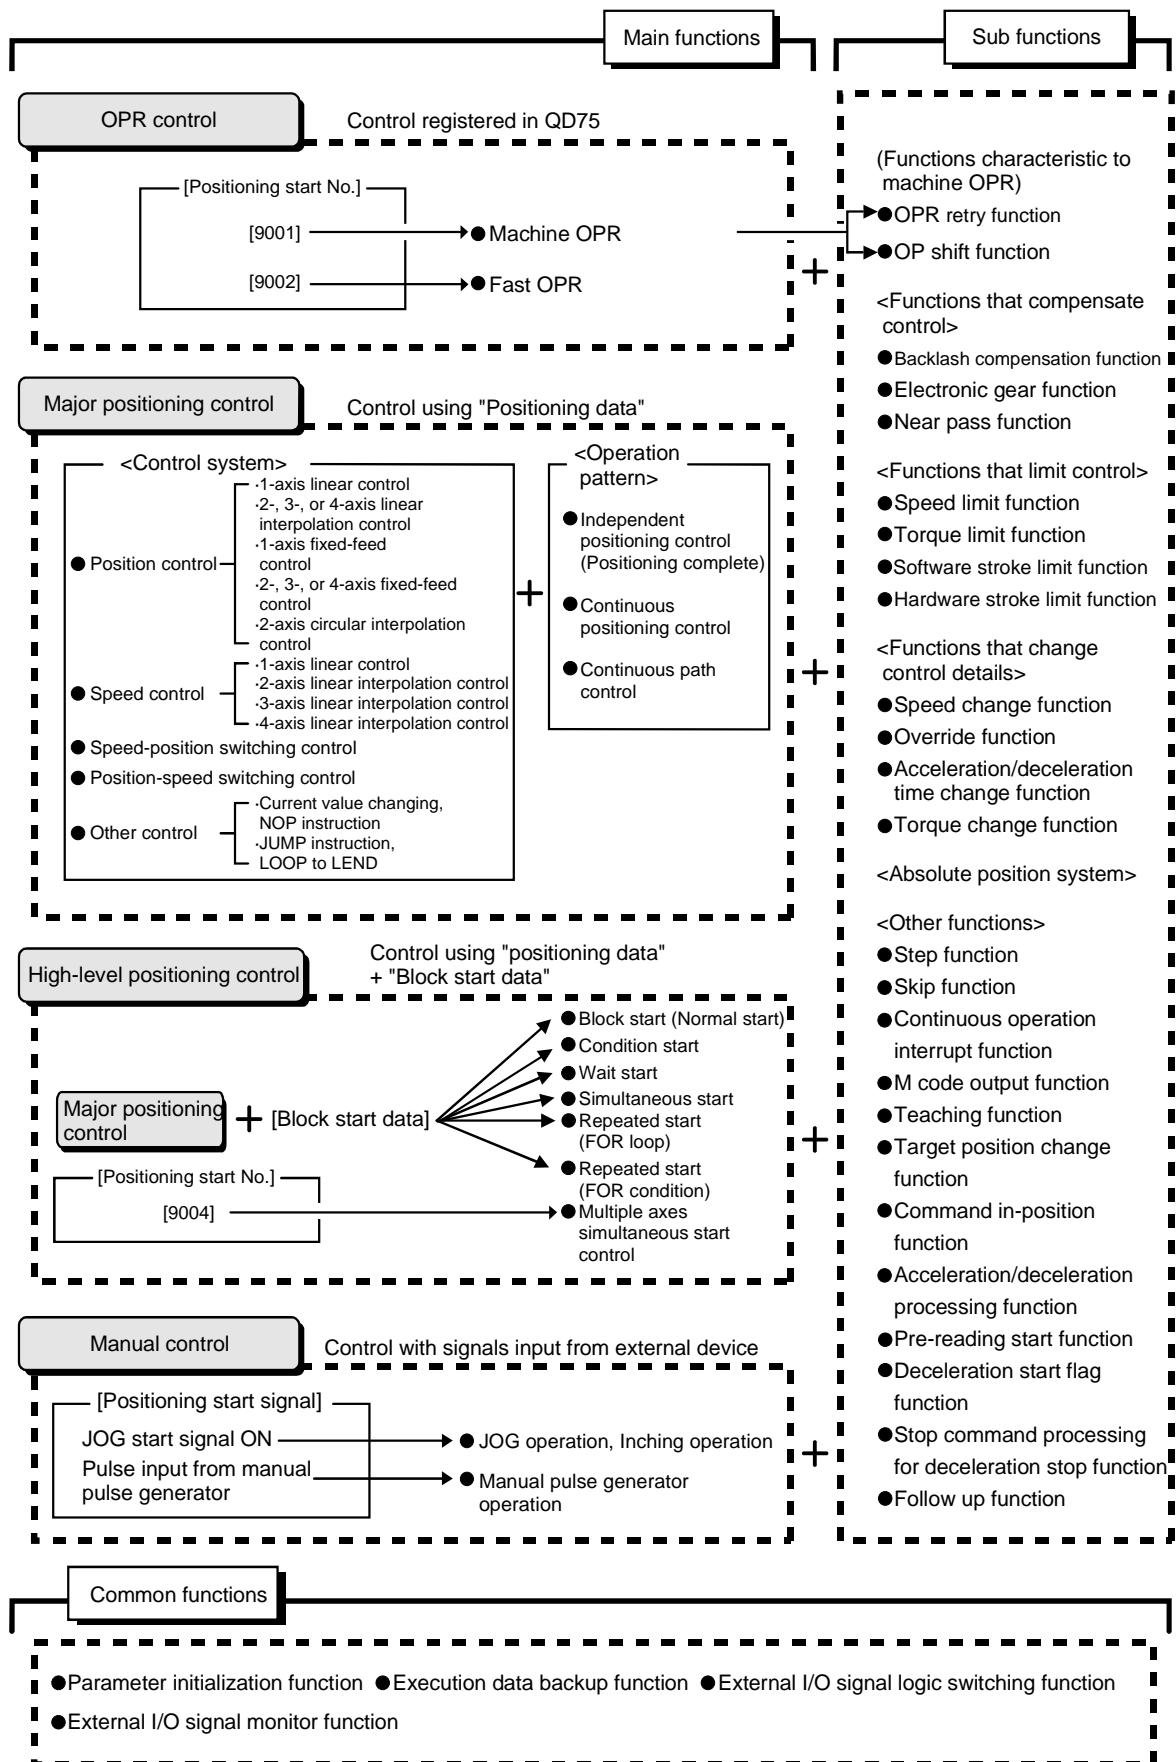 Main functions
Sub functions
OPR control
Control registered in QD75
[Positioning start No.]
[9001]
●Machine OPR
[9002]
●Fast OPR
Major positioning control
Control using "Positioning data"
<Control system>
●Position control
·1-axis linear control
·2-, 3-, or 4-axis linear
interpolation control
·1-axis fixed-feed
control
·2-, 3-, or 4-axis fixed-feed
control
·2-axis circular interpolation
control
●Speed control
·1-axis linear control
·2-axis linear interpolation control
·3-axis linear interpolation control
·4-axis linear interpolation control
●Speed-position switching control
●Position-speed switching control
●Other control
·Current value changing,
NOP instruction
·JUMP instruction,
LOOP to LEND
<Operation
pattern>
●Independent
positioning control
(Positioning complete)
●Continuous
positioning control
●Continuous path
control
High-level positioning control
Control using "positioning data"
+ "Block start data"
Major positioning
control
[Block start data]
●Block start (Normal start)
●Condition start
●Wait start
●Simultaneous start
●Repeated start
(FOR loop)
●Repeated start
(FOR condition)
[Positioning start No.]
[9004]
●Multiple axes
simultaneous start
control
Manual control
Control with signals input from external device
[Positioning start signal]
JOG start signal ON
●JOG operation, Inching operation
Pulse input from manual
pulse generator
●Manual pulse generator
operation
(Functions characteristic to
machine OPR)
●OPR retry function
●OP shift function
<Functions that compensate
control>
●Backlash compensation function
●Electronic gear function
●Near pass function
<Functions that limit control>
●Speed limit function
●Torque limit function
●Software stroke limit function
●Hardware stroke limit function
<Functions that change
control details>
●Speed change function
●Override function
●Acceleration/deceleration
time change function
●Torque change function
<Absolute position system>
<Other functions>
●Step function
●Skip function
●Continuous operation
interrupt function
●M code output function
●Teaching function
●Target position change
function
●Command in-position
function
●Acceleration/deceleration
processing function
●Pre-reading start function
●Deceleration start flag
function
●Stop command processing
for deceleration stop function
●Follow up function
Common functions
●Parameter initialization function ●Execution data backup function ●External I/O signal logic switching function
●External I/O signal monitor function